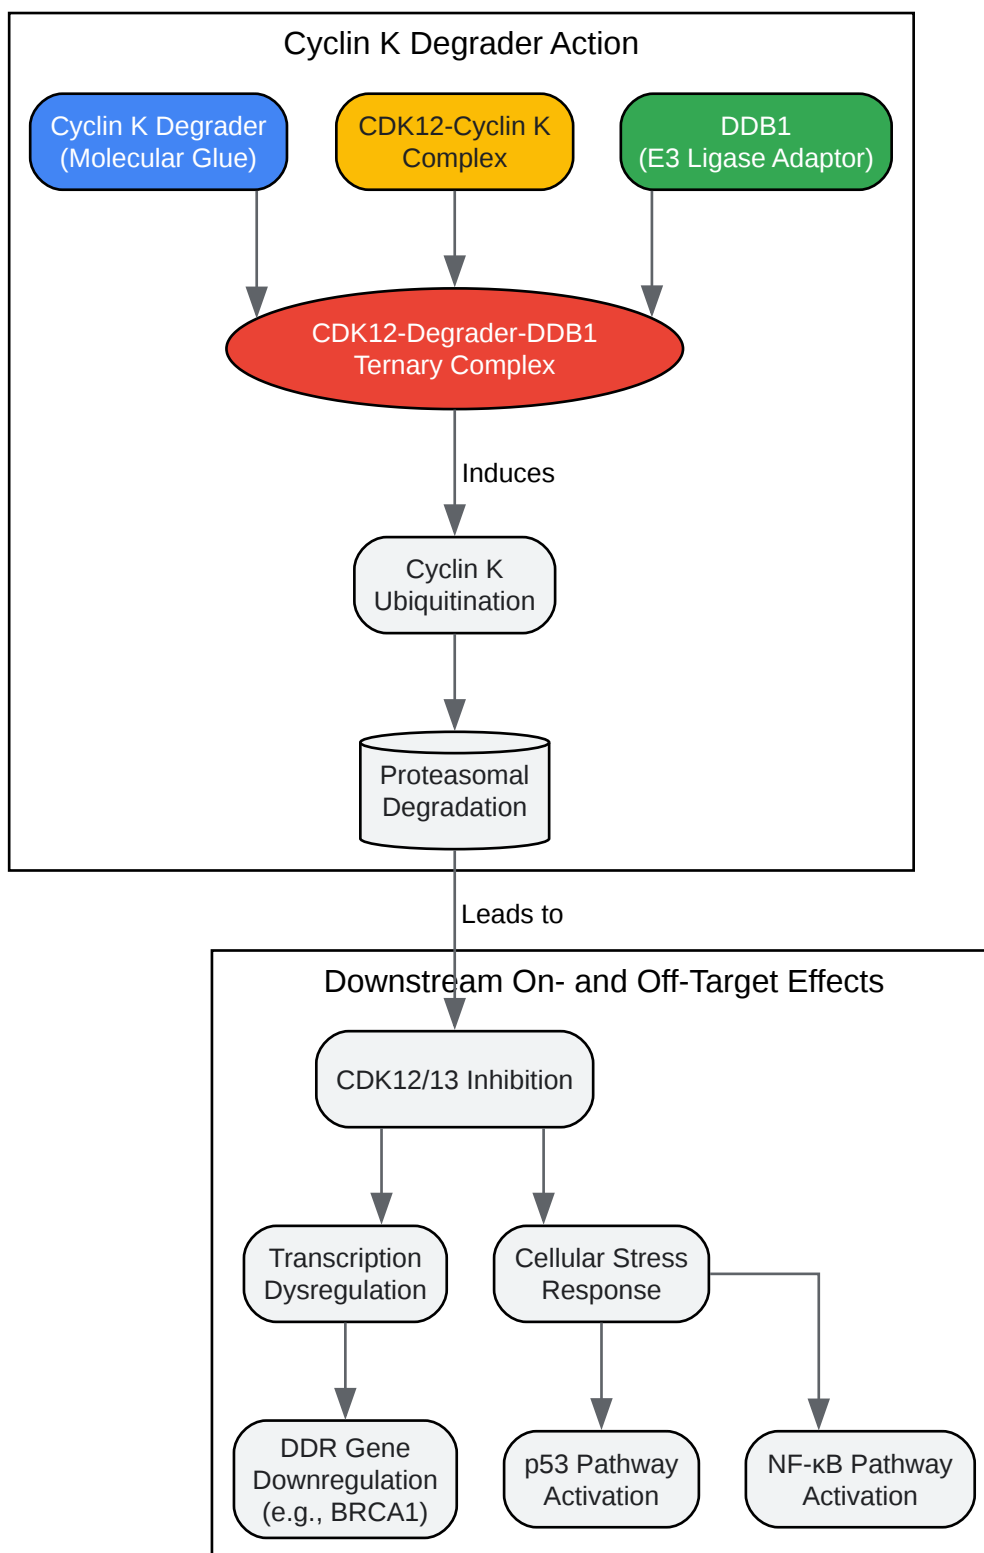 Cyclin K Degrader Action
Cyclin K Degrader
(Molecular Glue)
CDK12-Cyclin K
Complex
DDB1
(E3 Ligase Adaptor)
CDK12-Degrader-DDB1
Ternary Complex
Induces
Cyclin K
Ubiquitination
Proteasomal
Degradation
Leads to
Downstream On- and Off-Target Effects
CDK12/13 Inhibition
Transcription
Dysregulation
Cellular Stress
Response
DDR Gene
Downregulation
(e.g., BRCA1)
p53 Pathway
Activation
NF-κB Pathway
Activation